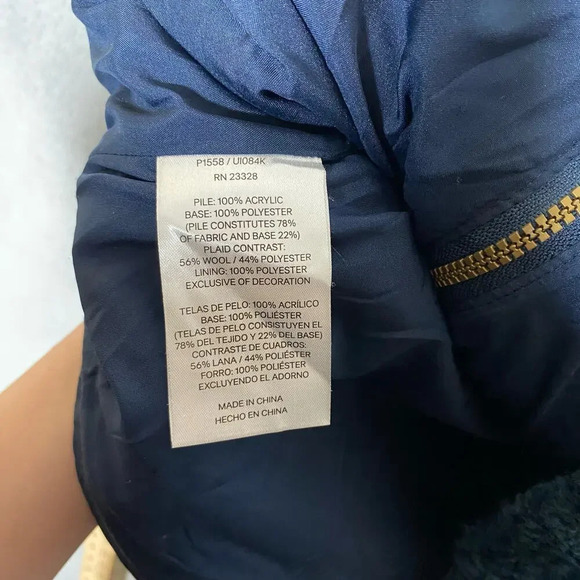 P1558 / UI084K
RN 23328
PILE: 100% ACRYLIC
BASE: 100% POLYESTER
(PILE CONSTITUTES 78%
OF FABRIC AND BASE 22%)
PLAID CONTRAST:
56% WOOL / 44% POLYESTER
LINING: 100% POLYESTER
EXCLUSIVE OF DECORATION
TELAS DE PELO: 100% ACRÍLICO
BASE: 100% POLIÉSTER
(TELAS DE PELO CONSISTUYEN EL
78% DEL TEJIDO Y 22% DEL BASE)
CONTRASTE DE CUADROS:
56% LANA / 44% POLIÉSTER
FORRO: 100% POLIÉSTER
EXCLUYENDO EL ADORNO
MADE IN CHINA
HECHO EN CHINA